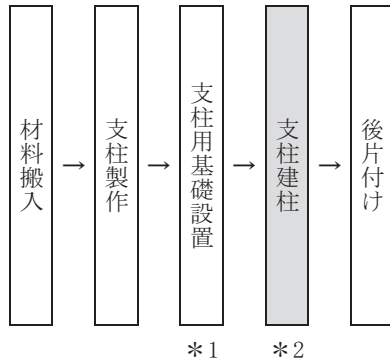 材料搬入
→
支柱製作
→
支柱用基礎設置
→
支柱建柱
→
後片付け
＊1
＊2